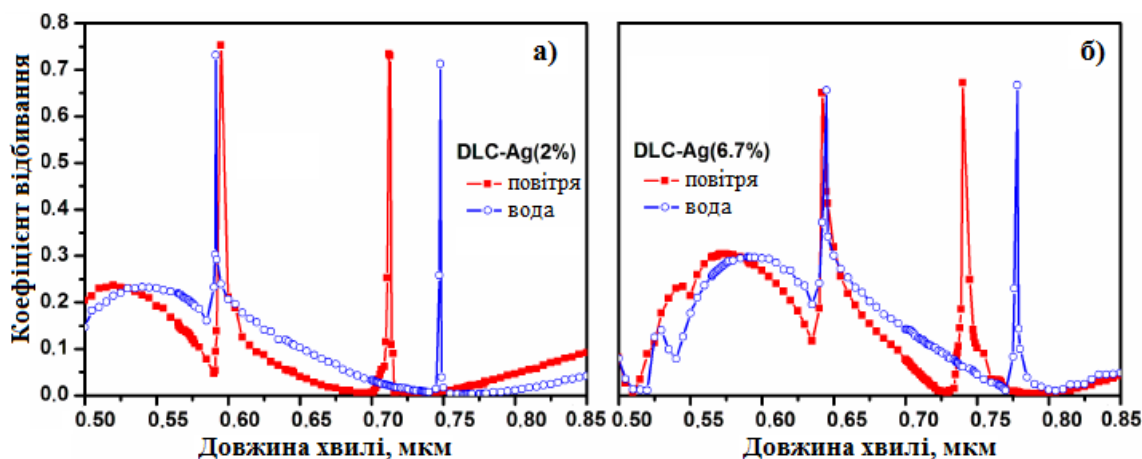 Коефіцієнт відбивання
0.8
0.7
0.6
0.5
0.4
0.3
0.2
0.1
0.0
а)
DLC-Ag(2%)
повітря
вода
0.50 0.55 0.60 0.65 0.70 0.75 0.80 0.85
Довжина хвилі, мкм
б)
DLC-Ag(6.7%)
повітря
вода
0.50 0.55 0.60 0.65 0.70 0.75 0.80 0.85
Довжина хвилі, мкм